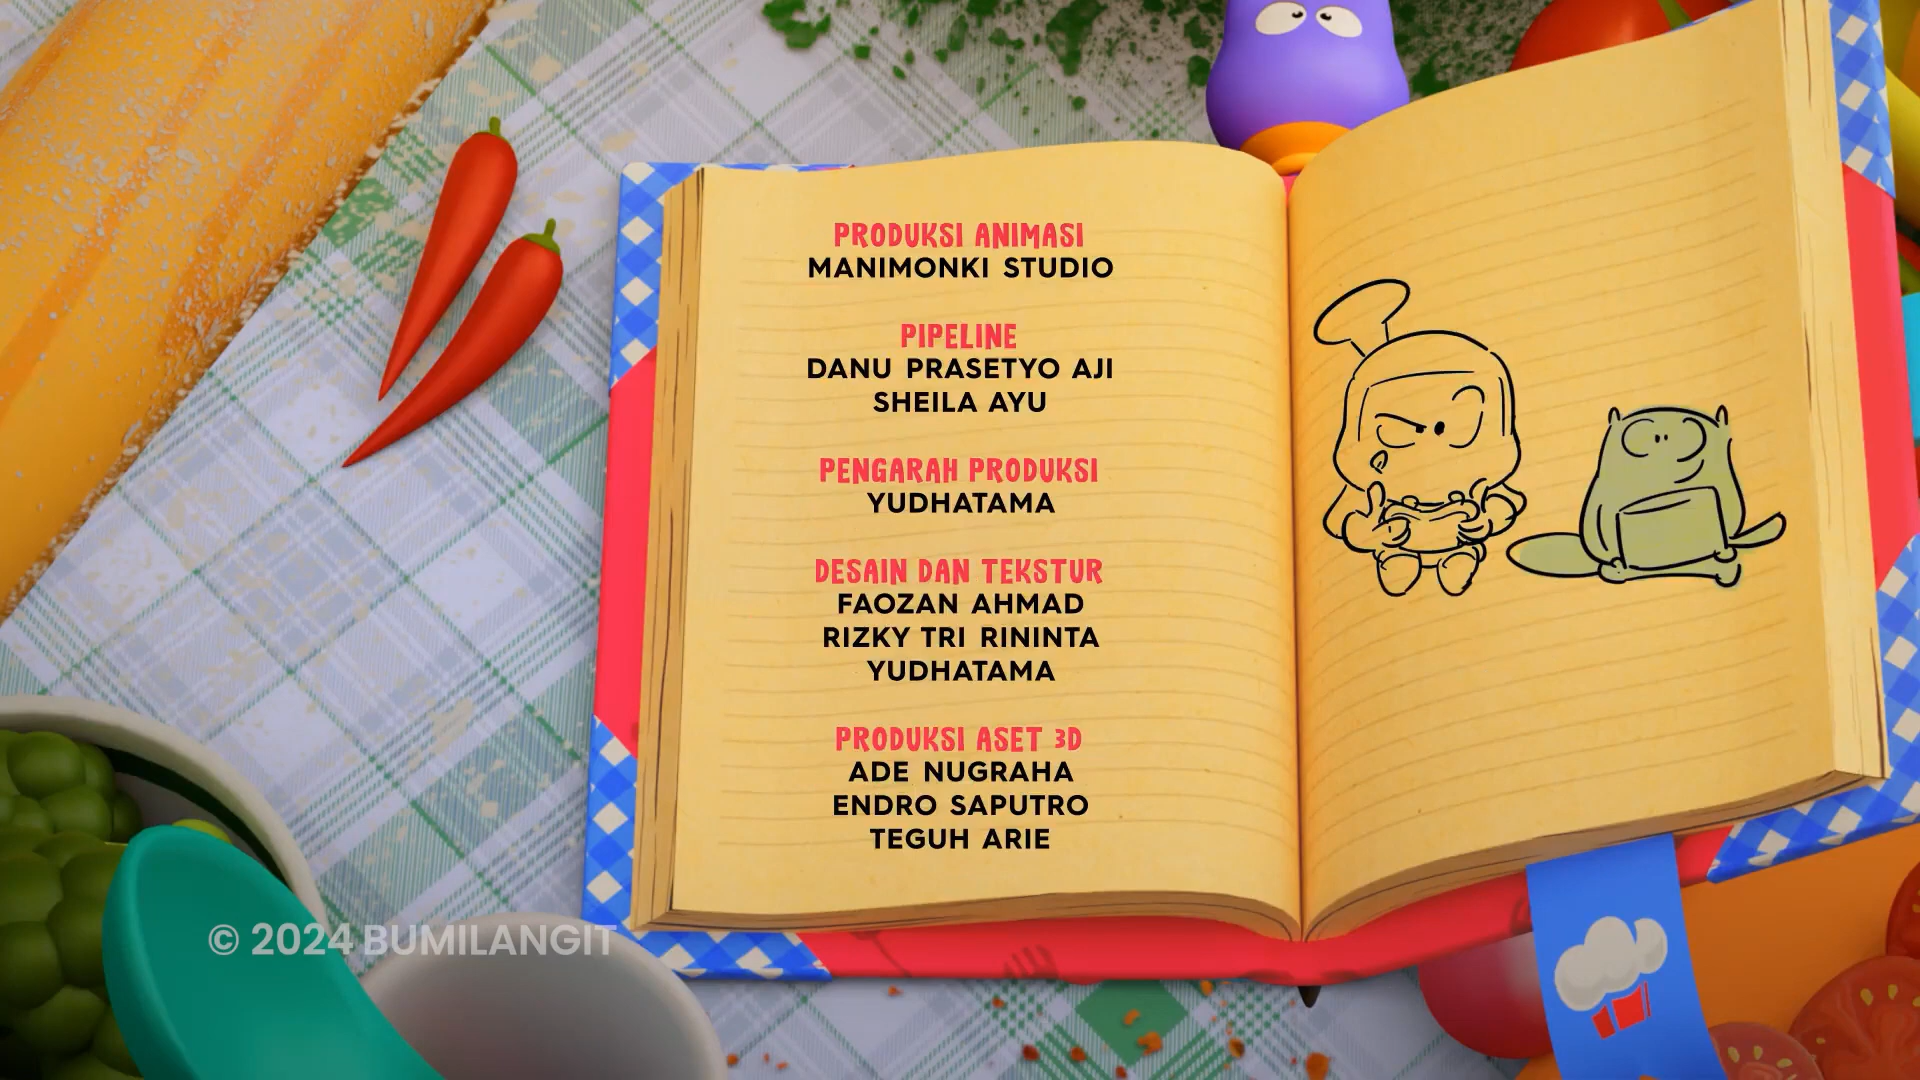 PRODUKSI ANIMASI
MANIMONKI STUDIO
PIPELINE
DANU PRASETYO AJI
SHEILA AYU
PENGARAH PRODUKSI
YUDHATAMA
DESAIN DAN TEKSTUR
FAOZAN AHMAD
RIZKY TRI RININTA
YUDHATAMA
PRODUKSI ASET 3D
ADE NUGRAHA
ENDRO SAPUTRO
TEGUH ARIE
© 2024 BUMILANGIT